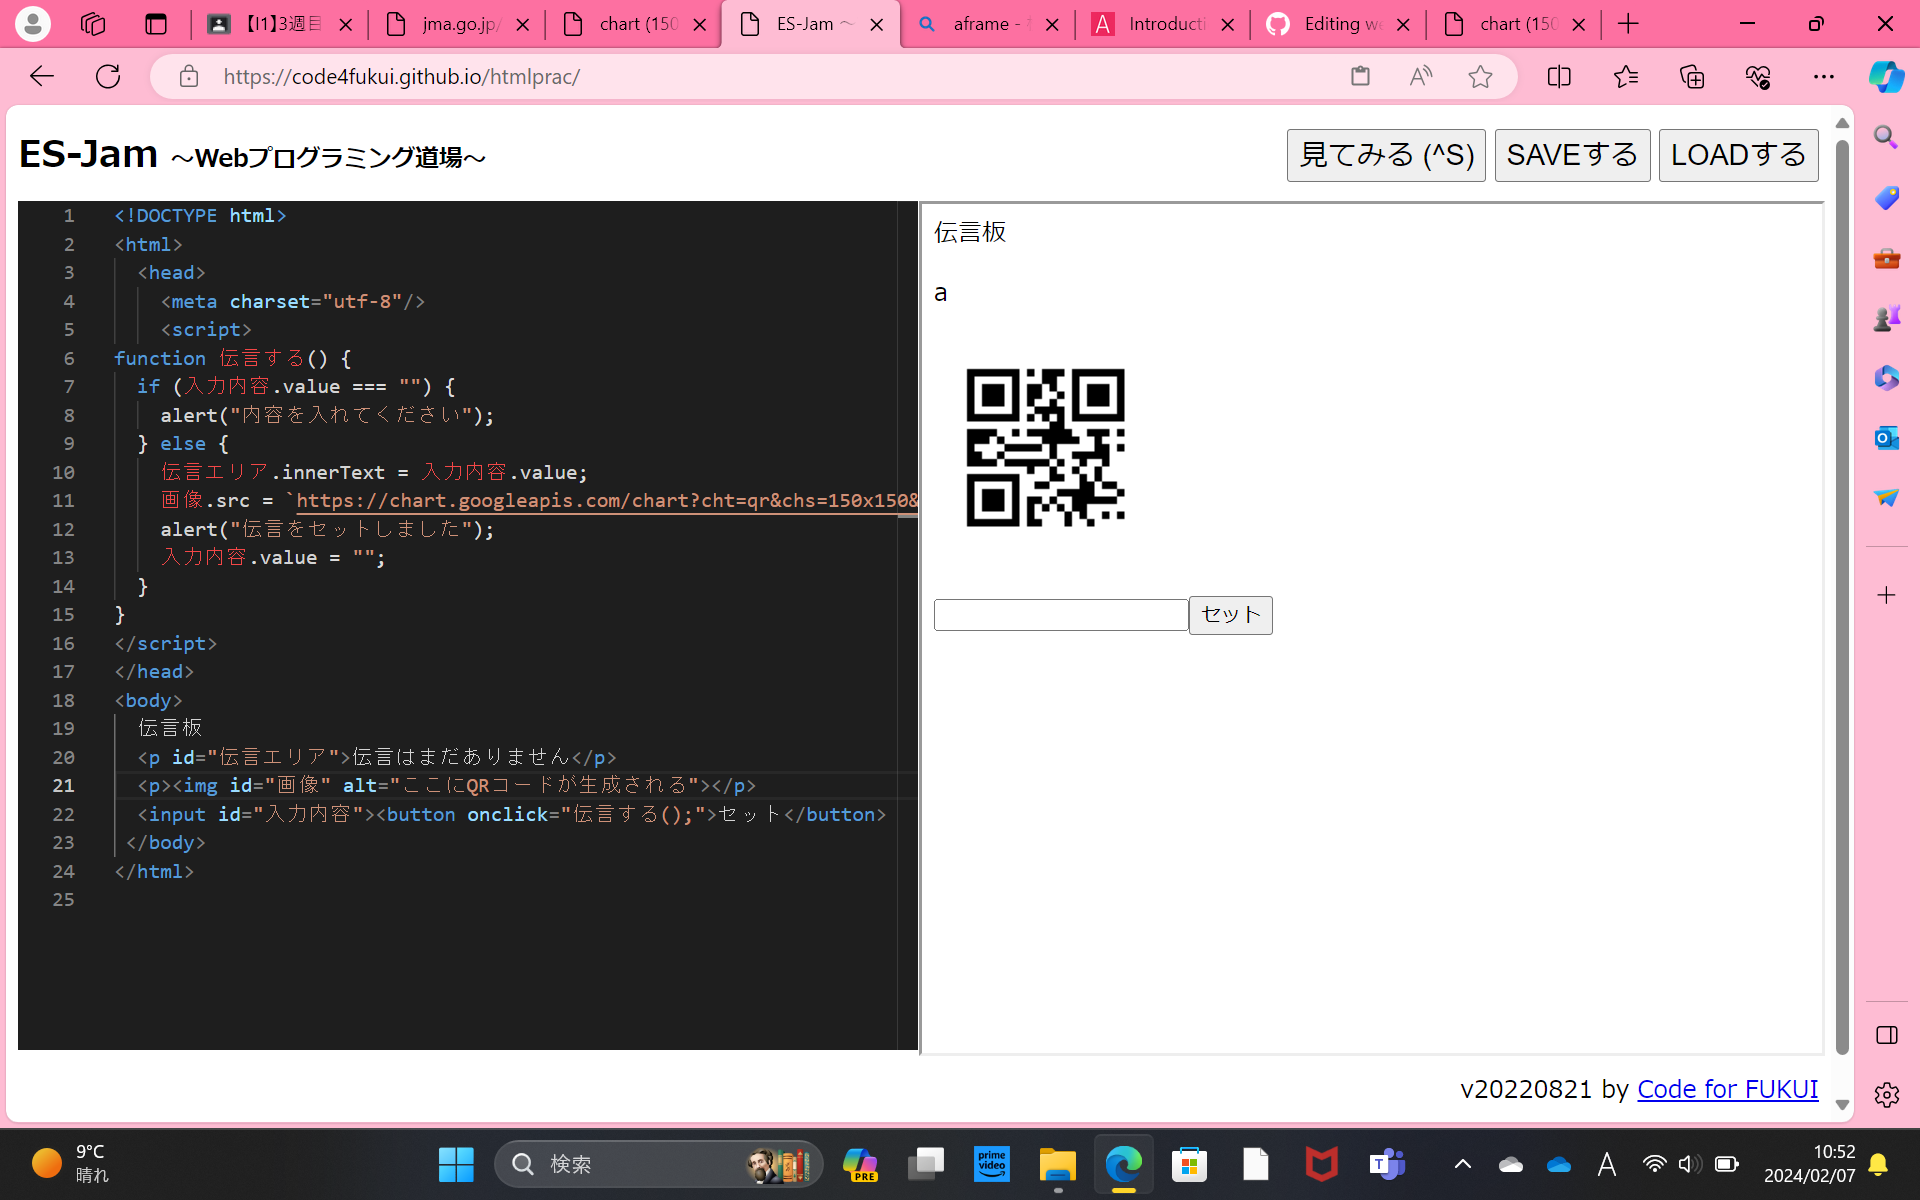 【I1】3週目
jma.go.jp/
chart (150
ES-Jam ～
aframe -
Introducti
Editing we
chart (150
https://code4fukui.github.io/htmlprac/
ES-Jam ～Webプログラミング道場～
見てみる (^S)
SAVEする
LOADする
1 <!DOCTYPE html>
2 <html>
3 <head>
4 <meta charset="utf-8"/>
5 <script>
6 function 伝言する() {
7 if (入力内容.value === "") {
8 alert("内容を入れてください");
9 } else {
10 伝言エリア.innerText = 入力内容.value;
11 画像.src = `https://chart.googleapis.com/chart?cht=qr&chs=150x150&
12 alert("伝言をセットしました");
13 入力内容.value = "";
14 }
15 }
16 </script>
17 </head>
18 <body>
19 伝言板
20 <p id="伝言エリア">伝言はまだありません</p>
21 <p><img id="画像" alt="ここにQRコードが生成される"></p>
22 <input id="入力内容"><button onclick="伝言する();">セット</button>
23 </body>
24 </html>
25
伝言板
a
セット
v20220821 by Code for FUKUI
9°C
晴れ
検索
PRE
prime video
A
10:52
2024/02/07